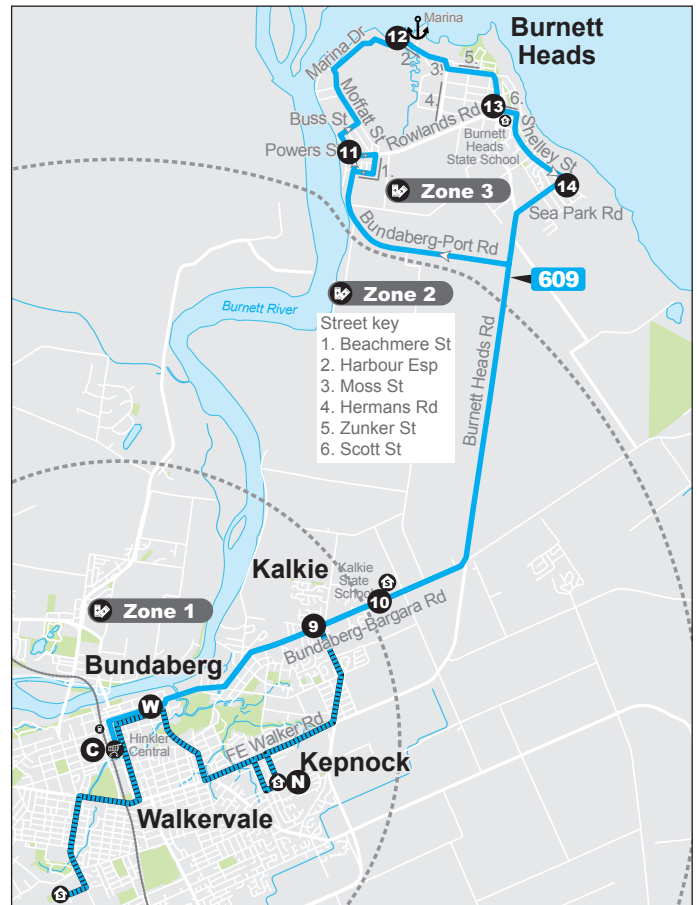 Marina
Burnett
Heads
12
Marina Dr
2.
3.
5.
4.
Moffatt St
13
6.
Buss St
Rowlands Rd
Burnett
Heads
State School
Shelley St
Powers S
11
1.
14
Zone 3
Sea Park Rd
Bundaberg-Port Rd
609
Zone 2
Burnett River
Street key
1. Beachmere St
2. Harbour Esp
3. Moss St
4. Hermans Rd
5. Zunker St
6. Scott St
Burnett Heads Rd
Kalkie
Kalkie
State
School
S
10
Zone 1
9
Bundaberg-Bargara Rd
Bundaberg
W
FE Walker Rd
C
Hinkler
Central
Kepnock
S
N
Walkervale
S